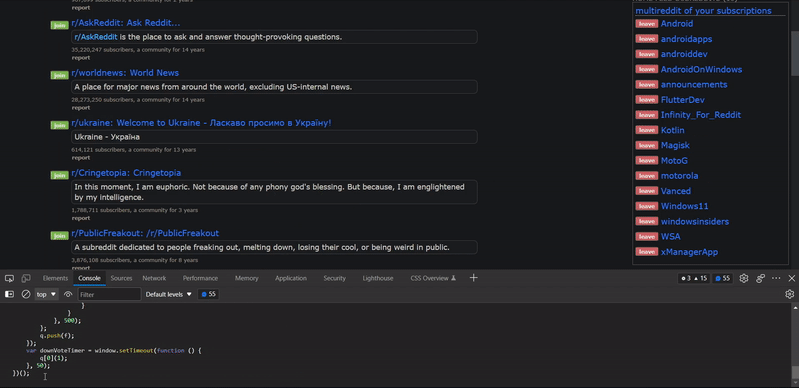 report
join r/AskReddit: Ask Reddit...
r/AskReddit is the place to ask and answer thought-provoking questions.
35,220,247 subscribers, a community for 14 years
report
join r/worldnews: World News
A place for major news from around the world, excluding US-internal news.
28,273,250 subscribers, a community for 14 years
report
join r/ukraine: Welcome to Ukraine - Ласкаво просимо в Україну!
Ukraine - Україна
614,121 subscribers, a community for 13 years
report
join r/Cringetopia: Cringetopia
In this moment, I am euphoric. Not because of any phony god's blessing. But because, I am englightened
by my intelligence.
1,788,711 subscribers, a community for 3 years
report
join r/PublicFreakout: /r/PublicFreakout
A subreddit dedicated to people freaking out, melting down, losing their cool, or being weird in public.
3,876,108 subscribers, a community for 8 years
report
multireddit of your subscriptions
leave Android
leave androidapps
leave androiddev
leave AndroidOnWindows
leave announcements
leave FlutterDev
leave Infinity_For_Reddit
leave Kotlin
leave Magisk
leave MotoG
leave motorola
leave Vanced
leave Windows11
leave windowsinsiders
leave WSA
leave xManagerApp
Elements Console Sources Network Performance Memory Application Security Lighthouse CSS Overview 3 15 55
top Filter Default levels 55
}
}
}, 500);
};
q.push(f);
});
var downVoteTimer = window.setTimeout(function () {
q[0](1);
}, 50);
})();